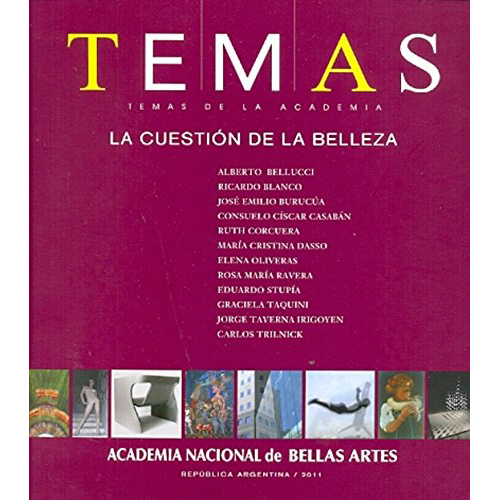 TEMAS
TEMAS DE LA ACADEMIA
LA CUESTIÓN DE LA BELLEZA
ALBERTO BELLUCCI
RICARDO BLANCO
JOSÉ EMILIO BURUCÚA
CONSUELO CÍSCAR CASABÁN
RUTH CORCUERA
MARÍA CRISTINA DASSO
ELENA OLIVERAS
ROSA MARÍA RAVERA
EDUARDO STUPÍA
GRACIELA TAQUINI
JORGE TAVERNA IRIGOYEN
CARLOS TRILNICK
ACADEMIA NACIONAL de BELLAS ARTES
REPÚBLICA ARGENTINA / 2011